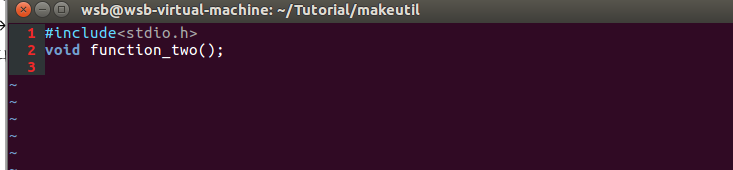 wsb@wsb-virtual-machine: ~/Tutorial/makeutil
1 #include<stdio.h>
2 void function_two();
3
~
~
~
~
~
~